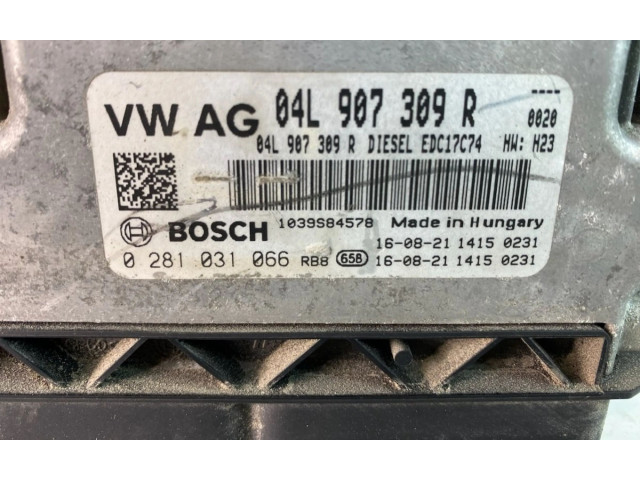 VW AG 04L 907 309 R ----
0020
04L 907 309 R DIESEL EDC17C74 HW: H23
1039S84578 Made in Hungary
BOSCH 16-08-21 1415 0231
0 281 031 066 RB8 658 16-08-21 1415 0231